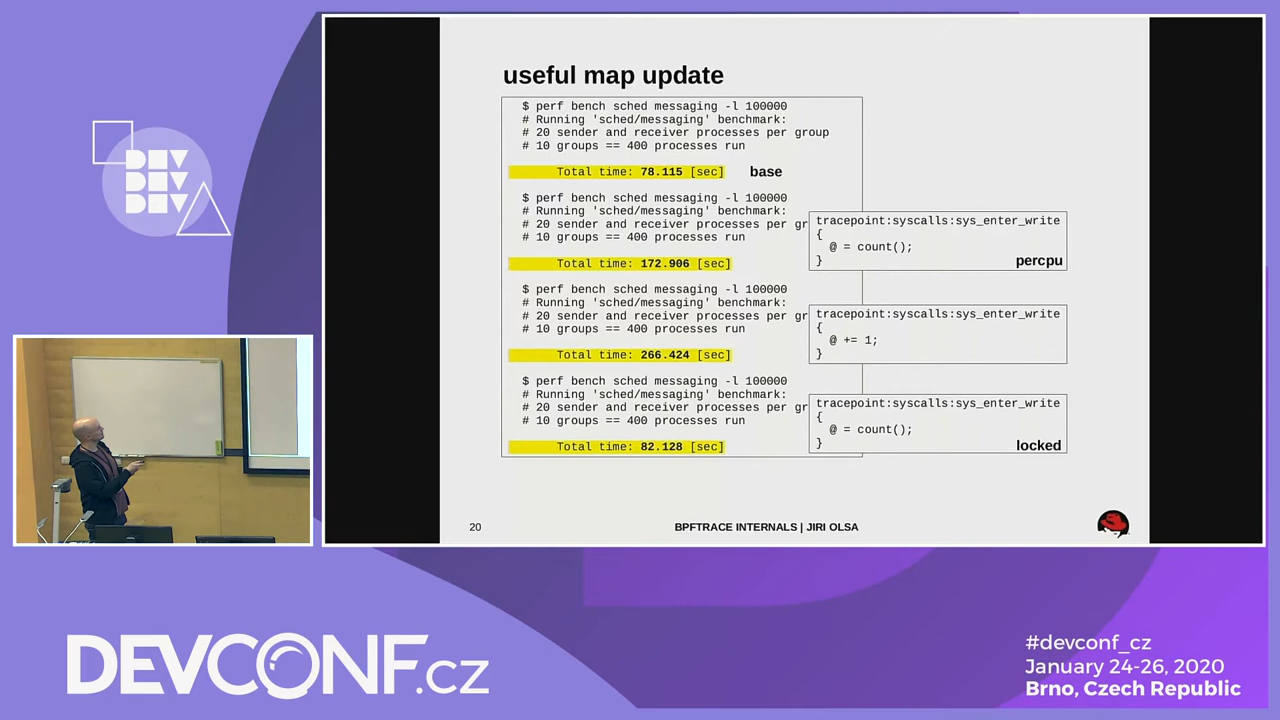 useful map update
$ perf bench sched messaging -l 100000
# Running 'sched/messaging' benchmark:
# 20 sender and receiver processes per group
# 10 groups == 400 processes run
Total time: 78.115 [sec] base
$ perf bench sched messaging -l 100000
# Running 'sched/messaging' benchmark:
# 20 sender and receiver processes per gr
# 10 groups == 400 processes run
Total time: 172.906 [sec]
tracepoint:syscalls:sys_enter_write
{
@ = count();
}
percpu
$ perf bench sched messaging -l 100000
# Running 'sched/messaging' benchmark:
# 20 sender and receiver processes per gr
# 10 groups == 400 processes run
Total time: 266.424 [sec]
tracepoint:syscalls:sys_enter_write
{
@ += 1;
}
$ perf bench sched messaging -l 100000
# Running 'sched/messaging' benchmark:
# 20 sender and receiver processes per gr
# 10 groups == 400 processes run
Total time: 82.128 [sec]
tracepoint:syscalls:sys_enter_write
{
@ = count();
}
locked
20
BPFTRACE INTERNALS | JIRI OLSA
DEV
DEV
DEV
DEVCONF.cz
#devconf_cz
January 24-26, 2020
Brno, Czech Republic